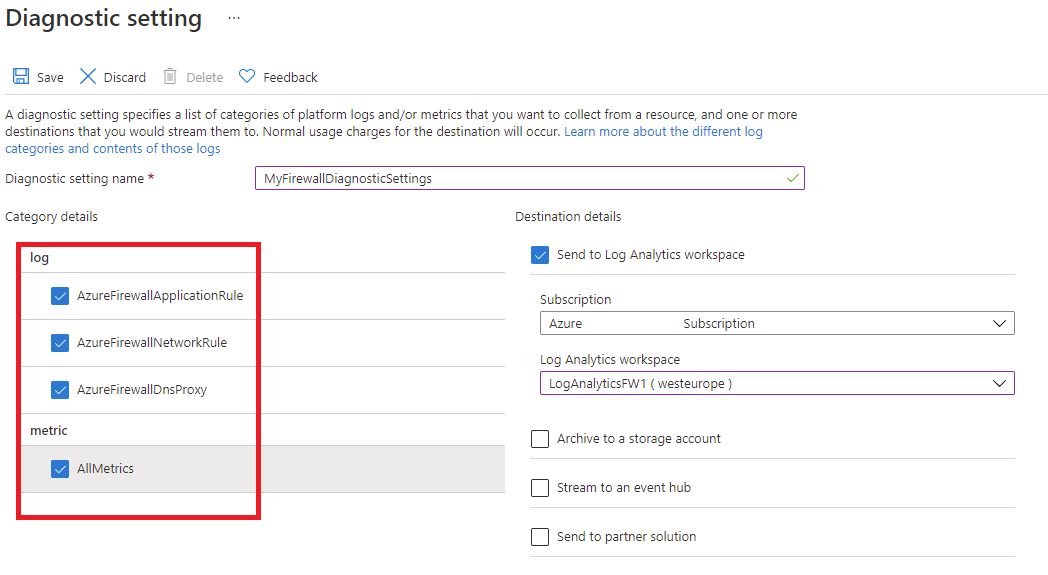 Diagnostic setting ...
Save Discard Delete Feedback
A diagnostic setting specifies a list of categories of platform logs and/or metrics that you want to collect from a resource, and one or more
destinations that you would stream them to. Normal usage charges for the destination will occur. Learn more about the different log
categories and contents of those logs
Diagnostic setting name * MyFirewallDiagnosticSettings
Category details
log
AzureFirewallApplicationRule
AzureFirewallNetworkRule
AzureFirewallDnsProxy
metric
AllMetrics
Destination details
Send to Log Analytics workspace
Subscription
Azure Subscription
Log Analytics workspace
LogAnalyticsFW1 ( westeurope )
Archive to a storage account
Stream to an event hub
Send to partner solution